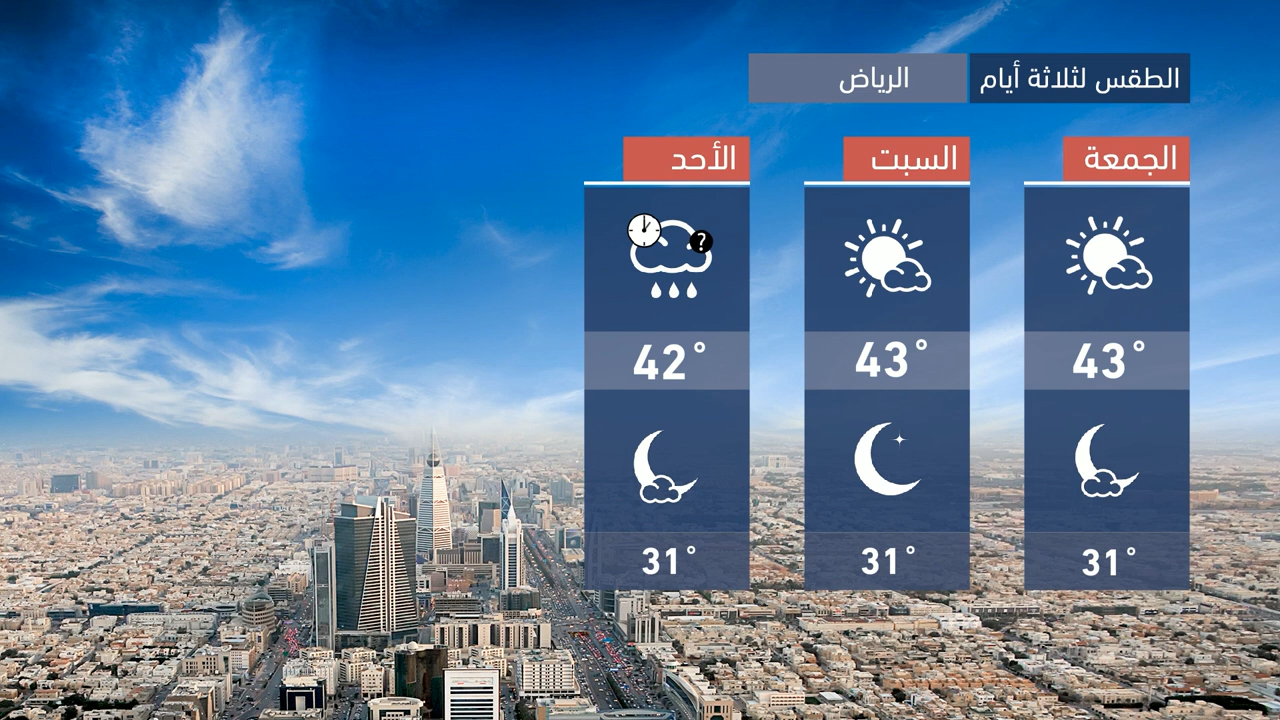 الطقس لثلاثة أيام
الرياض
الجمعة
السبت
الأحد
?
43°
43°
42°
31°
31°
31°